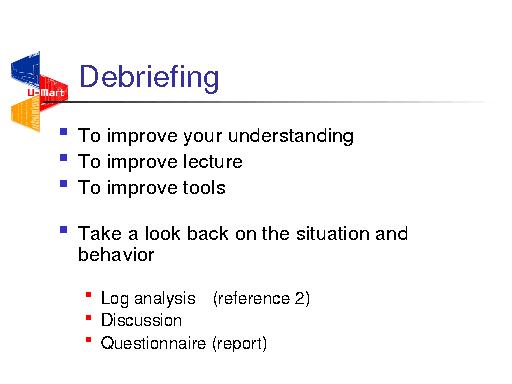 Debriefing
U-Mart
To improve your understanding
To improve lecture
To improve tools
Take a look back on the situation and
behavior
Log analysis (reference 2)
Discussion
Questionnaire (report)